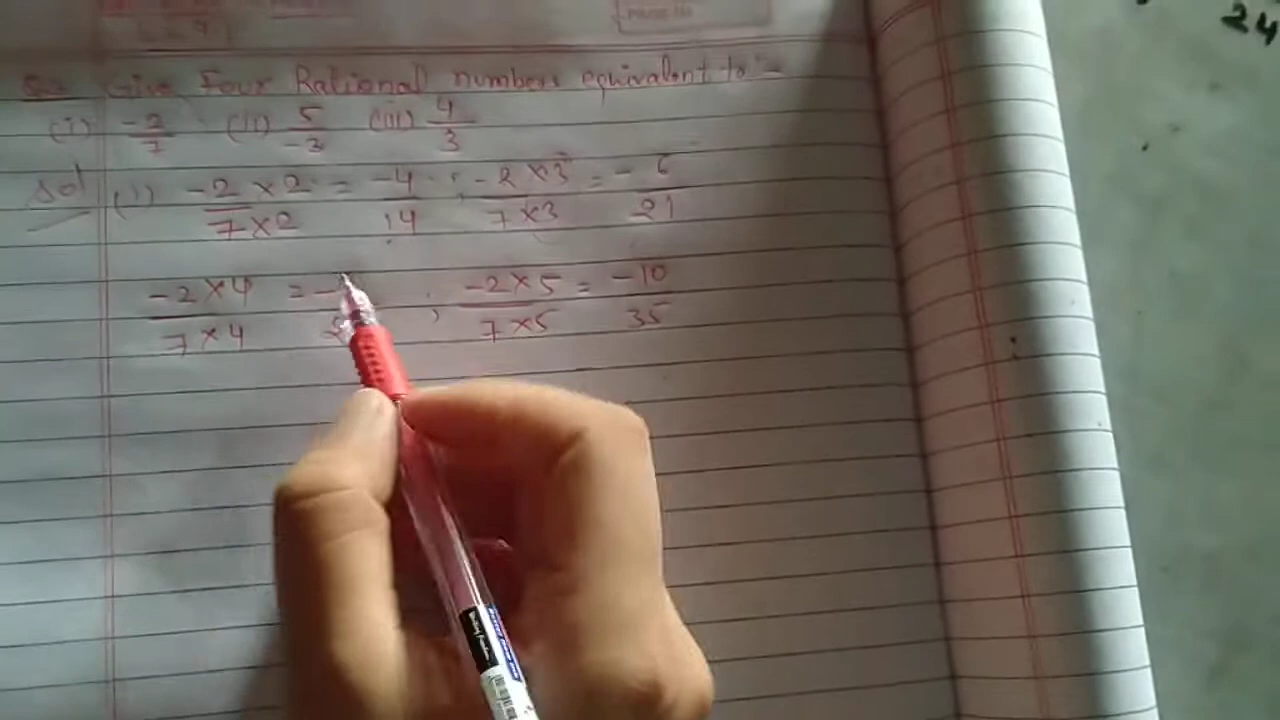 Give Four Rational numbers equivalent to :-
(i) -2/7 (ii) 5/-3 (iii) 4/3
Sol (i) -2×2/7×2 = -4/14 ; -2×3/7×3 = -6/21
-2×4/7×4 = - ; -2×5/7×5 = -10/35
24